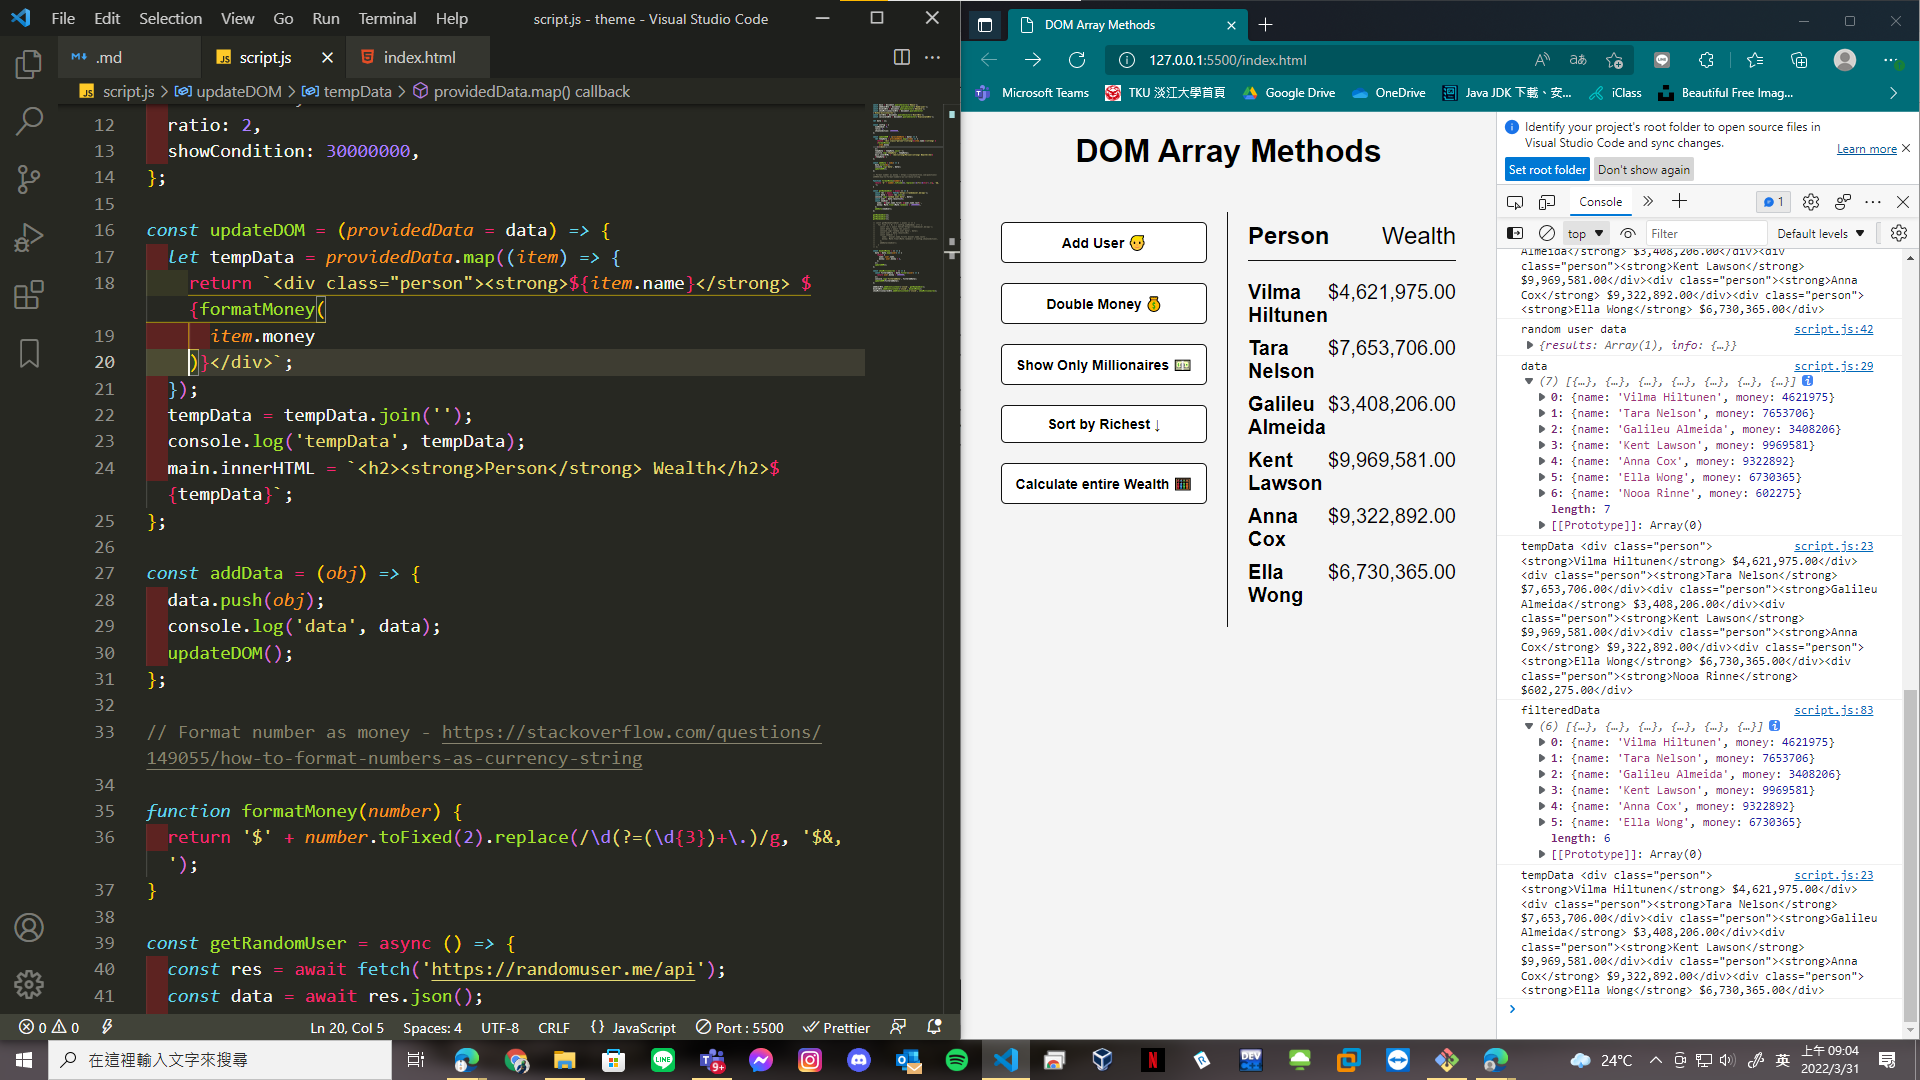 File Edit Selection View Go Run Terminal Help
script.js - theme - Visual Studio Code
.md
script.js
index.html
script.js > updateDOM > tempData > providedData.map() callback
12 ratio: 2,
13 showCondition: 30000000,
14 };
15
16 const updateDOM = (providedData = data) => {
17 let tempData = providedData.map((item) => {
18 return `<div class="person"><strong>${item.name}</strong> $
{formatMoney(
19 item.money
20 )}</div>`;
21 });
22 tempData = tempData.join('');
23 console.log('tempData', tempData);
24 main.innerHTML = `<h2><strong>Person</strong> Wealth</h2>$
{tempData}`;
25 };
26
27 const addData = (obj) => {
28 data.push(obj);
29 console.log('data', data);
30 updateDOM();
31 };
32
33 // Format number as money - https://stackoverflow.com/questions/
149055/how-to-format-numbers-as-currency-string
34
35 function formatMoney(number) {
36 return '$' + number.toFixed(2).replace(/\d(?=(\d{3})+\.)/g, '$&,
');
37 }
38
39 const getRandomUser = async () => {
40 const res = await fetch('https://randomuser.me/api');
41 const data = await res.json();
0 0
Ln 20, Col 5 Spaces: 4 UTF-8 CRLF {} JavaScript Port : 5500 Prettier
DOM Array Methods
127.0.0.1:5500/index.html
Microsoft Teams TKU 淡江大學首頁 Google Drive OneDrive Java JDK 下載、安... iClass Beautiful Free Imag...
DOM Array Methods
Add User
Double Money
Show Only Millionaires
Sort by Richest ↓
Calculate entire Wealth
Person Wealth
Vilma Hiltunen $4,621,975.00
Tara Nelson $7,653,706.00
Galileu Almeida $3,408,206.00
Kent Lawson $9,969,581.00
Anna Cox $9,322,892.00
Ella Wong $6,730,365.00
Identify your project's root folder to open source files in
Visual Studio Code and sync changes.
Learn more
Set root folder Don't show again
Console
1
top Filter Default levels
Almeida</strong> $3,408,206.00</div><div
class="person"><strong>Kent Lawson</strong>
$9,969,581.00</div><div class="person"><strong>Anna
Cox</strong> $9,322,892.00</div><div class="person">
<strong>Ella Wong</strong> $6,730,365.00</div>
random user data script.js:42
{results: Array(1), info: {…}}
data script.js:29
(7) [{…}, {…}, {…}, {…}, {…}, {…}, {…}]
0: {name: 'Vilma Hiltunen', money: 4621975}
1: {name: 'Tara Nelson', money: 7653706}
2: {name: 'Galileu Almeida', money: 3408206}
3: {name: 'Kent Lawson', money: 9969581}
4: {name: 'Anna Cox', money: 9322892}
5: {name: 'Ella Wong', money: 6730365}
6: {name: 'Nooa Rinne', money: 602275}
length: 7
[[Prototype]]: Array(0)
tempData <div class="person"> script.js:23
<strong>Vilma Hiltunen</strong> $4,621,975.00</div>
<div class="person"><strong>Tara Nelson</strong>
$7,653,706.00</div><div class="person"><strong>Galileu
Almeida</strong> $3,408,206.00</div><div
class="person"><strong>Kent Lawson</strong>
$9,969,581.00</div><div class="person"><strong>Anna
Cox</strong> $9,322,892.00</div><div class="person">
<strong>Ella Wong</strong> $6,730,365.00</div><div
class="person"><strong>Nooa Rinne</strong>
$602,275.00</div>
filteredData script.js:83
(6) [{…}, {…}, {…}, {…}, {…}, {…}]
0: {name: 'Vilma Hiltunen', money: 4621975}
1: {name: 'Tara Nelson', money: 7653706}
2: {name: 'Galileu Almeida', money: 3408206}
3: {name: 'Kent Lawson', money: 9969581}
4: {name: 'Anna Cox', money: 9322892}
5: {name: 'Ella Wong', money: 6730365}
length: 6
[[Prototype]]: Array(0)
tempData <div class="person"> script.js:23
<strong>Vilma Hiltunen</strong> $4,621,975.00</div>
<div class="person"><strong>Tara Nelson</strong>
$7,653,706.00</div><div class="person"><strong>Galileu
Almeida</strong> $3,408,206.00</div><div
class="person"><strong>Kent Lawson</strong>
$9,969,581.00</div><div class="person"><strong>Anna
Cox</strong> $9,322,892.00</div><div class="person">
<strong>Ella Wong</strong> $6,730,365.00</div>
在這裡輸入文字來搜尋
9+
24°C
英
上午 09:04
2022/3/31